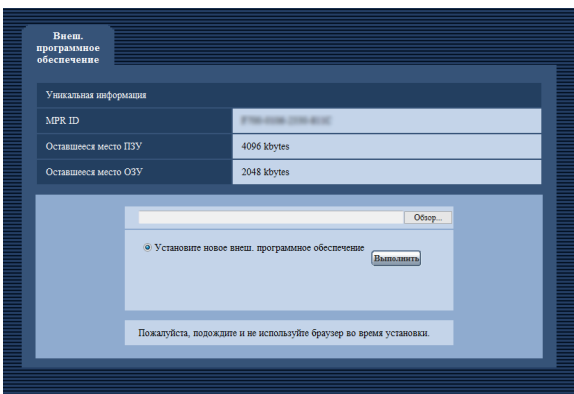 Внеш.
программное
обеспечение
Уникальная информация
MPR ID
Оставшееся место ПЗУ 4096 kbytes
Оставшееся место ОЗУ 2048 kbytes
Обзор...
Установите новое внеш. программное обеспечение
Выполнить
Пожалуйста, подождите и не используйте браузер во время установки.